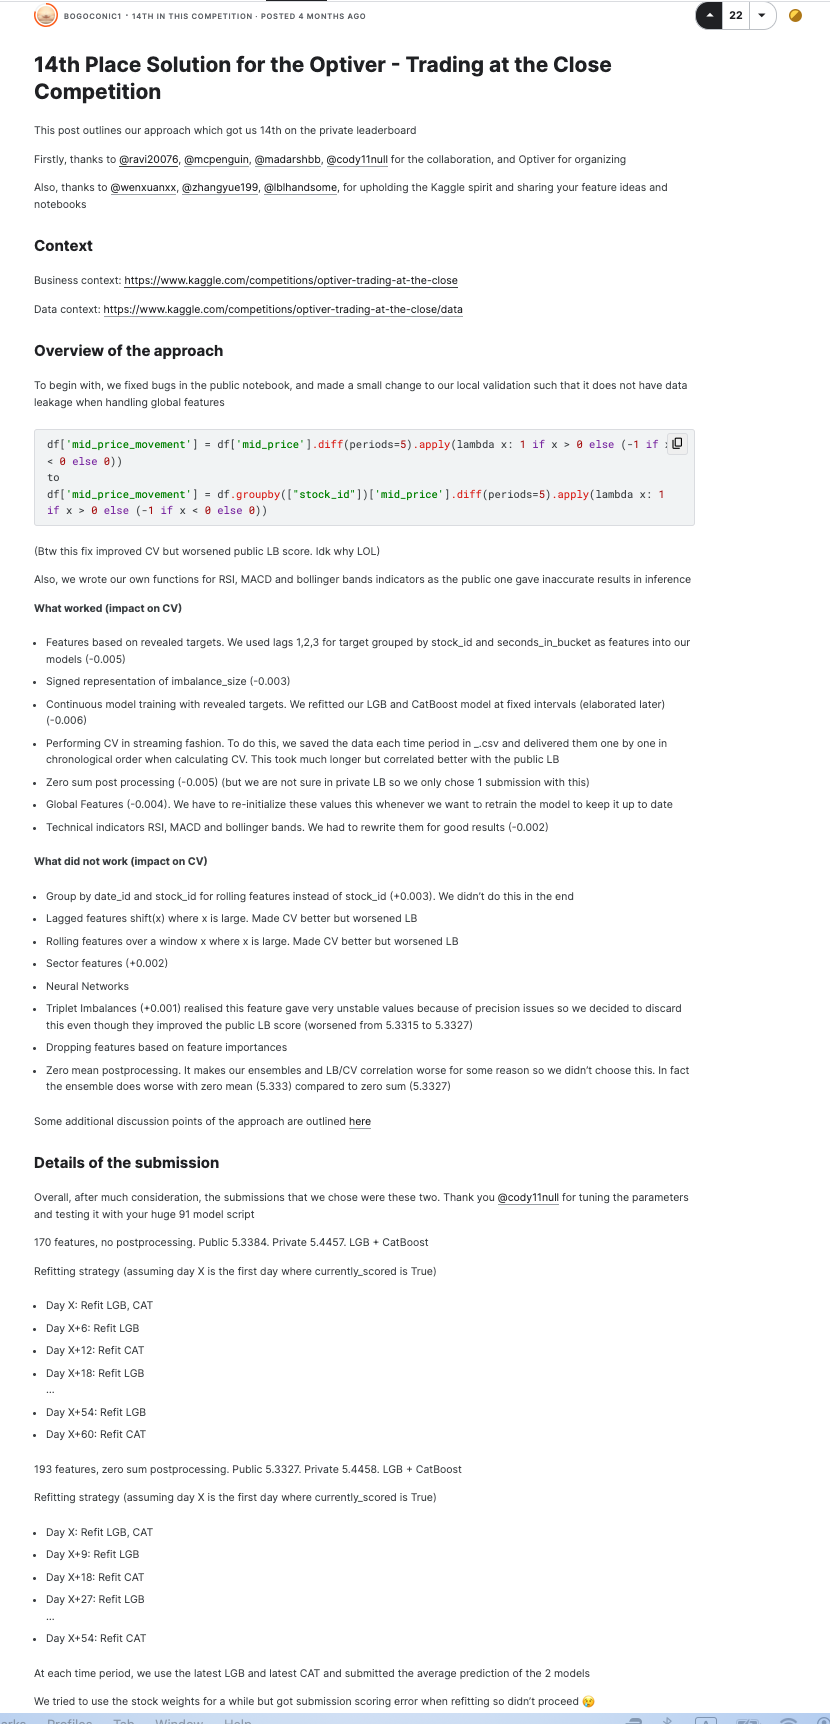 BOGOCONIC1 · 14TH IN THIS COMPETITION · POSTED 4 MONTHS AGO
22
14th Place Solution for the Optiver - Trading at the Close
Competition
This post outlines our approach which got us 14th on the private leaderboard
Firstly, thanks to @ravi20076, @mcpenguin, @madarshbb, @cody11null for the collaboration, and Optiver for organizing
Also, thanks to @wenxuanxx, @zhangyue199, @lblhandsome, for upholding the Kaggle spirit and sharing your feature ideas and
notebooks
Context
Business context: https://www.kaggle.com/competitions/optiver-trading-at-the-close
Data context: https://www.kaggle.com/competitions/optiver-trading-at-the-close/data
Overview of the approach
To begin with, we fixed bugs in the public notebook, and made a small change to our local validation such that it does not have data
leakage when handling global features
df['mid_price_movement'] = df['mid_price'].diff(periods=5).apply(lambda x: 1 if x > 0 else (-1 if
< 0 else 0))
to
df['mid_price_movement'] = df.groupby(["stock_id"])['mid_price'].diff(periods=5).apply(lambda x: 1
if x > 0 else (-1 if x < 0 else 0))
(Btw this fix improved CV but worsened public LB score. Idk why LOL)
Also, we wrote our own functions for RSI, MACD and bollinger bands indicators as the public one gave inaccurate results in inference
What worked (impact on CV)
• Features based on revealed targets. We used lags 1,2,3 for target grouped by stock_id and seconds_in_bucket as features into our
models (-0.005)
• Signed representation of imbalance_size (-0.003)
• Continuous model training with revealed targets. We refitted our LGB and CatBoost model at fixed intervals (elaborated later)
(-0.006)
• Performing CV in streaming fashion. To do this, we saved the data each time period in _.csv and delivered them one by one in
chronological order when calculating CV. This took much longer but correlated better with the public LB
• Zero sum post processing (-0.005) (but we are not sure in private LB so we only chose 1 submission with this)
• Global Features (-0.004). We have to re-initialize these values this whenever we want to retrain the model to keep it up to date
• Technical indicators RSI, MACD and bollinger bands. We had to rewrite them for good results (-0.002)
What did not work (impact on CV)
• Group by date_id and stock_id for rolling features instead of stock_id (+0.003). We didn't do this in the end
• Lagged features shift(x) where x is large. Made CV better but worsened LB
• Rolling features over a window x where x is large. Made CV better but worsened LB
• Sector features (+0.002)
• Neural Networks
• Triplet Imbalances (+0.001) realised this feature gave very unstable values because of precision issues so we decided to discard
this even though they improved the public LB score (worsened from 5.3315 to 5.3327)
• Dropping features based on feature importances
• Zero mean postprocessing. It makes our ensembles and LB/CV correlation worse for some reason so we didn't choose this. In fact
the ensemble does worse with zero mean (5.333) compared to zero sum (5.3327)
Some additional discussion points of the approach are outlined here
Details of the submission
Overall, after much consideration, the submissions that we chose were these two. Thank you @cody11null for tuning the parameters
and testing it with your huge 91 model script
170 features, no postprocessing. Public 5.3384. Private 5.4457. LGB + CatBoost
Refitting strategy (assuming day X is the first day where currently_scored is True)
• Day X: Refit LGB, CAT
• Day X+6: Refit LGB
• Day X+12: Refit CAT
• Day X+18: Refit LGB
...
• Day X+54: Refit LGB
• Day X+60: Refit CAT
193 features, zero sum postprocessing. Public 5.3327. Private 5.4458. LGB + CatBoost
Refitting strategy (assuming day X is the first day where currently_scored is True)
• Day X: Refit LGB, CAT
• Day X+9: Refit LGB
• Day X+18: Refit CAT
• Day X+27: Refit LGB
...
• Day X+54: Refit CAT
At each time period, we use the latest LGB and latest CAT and submitted the average prediction of the 2 models
We tried to use the stock weights for a while but got submission scoring error when refitting so didn't proceed 😢
Profiles Tab Window Help